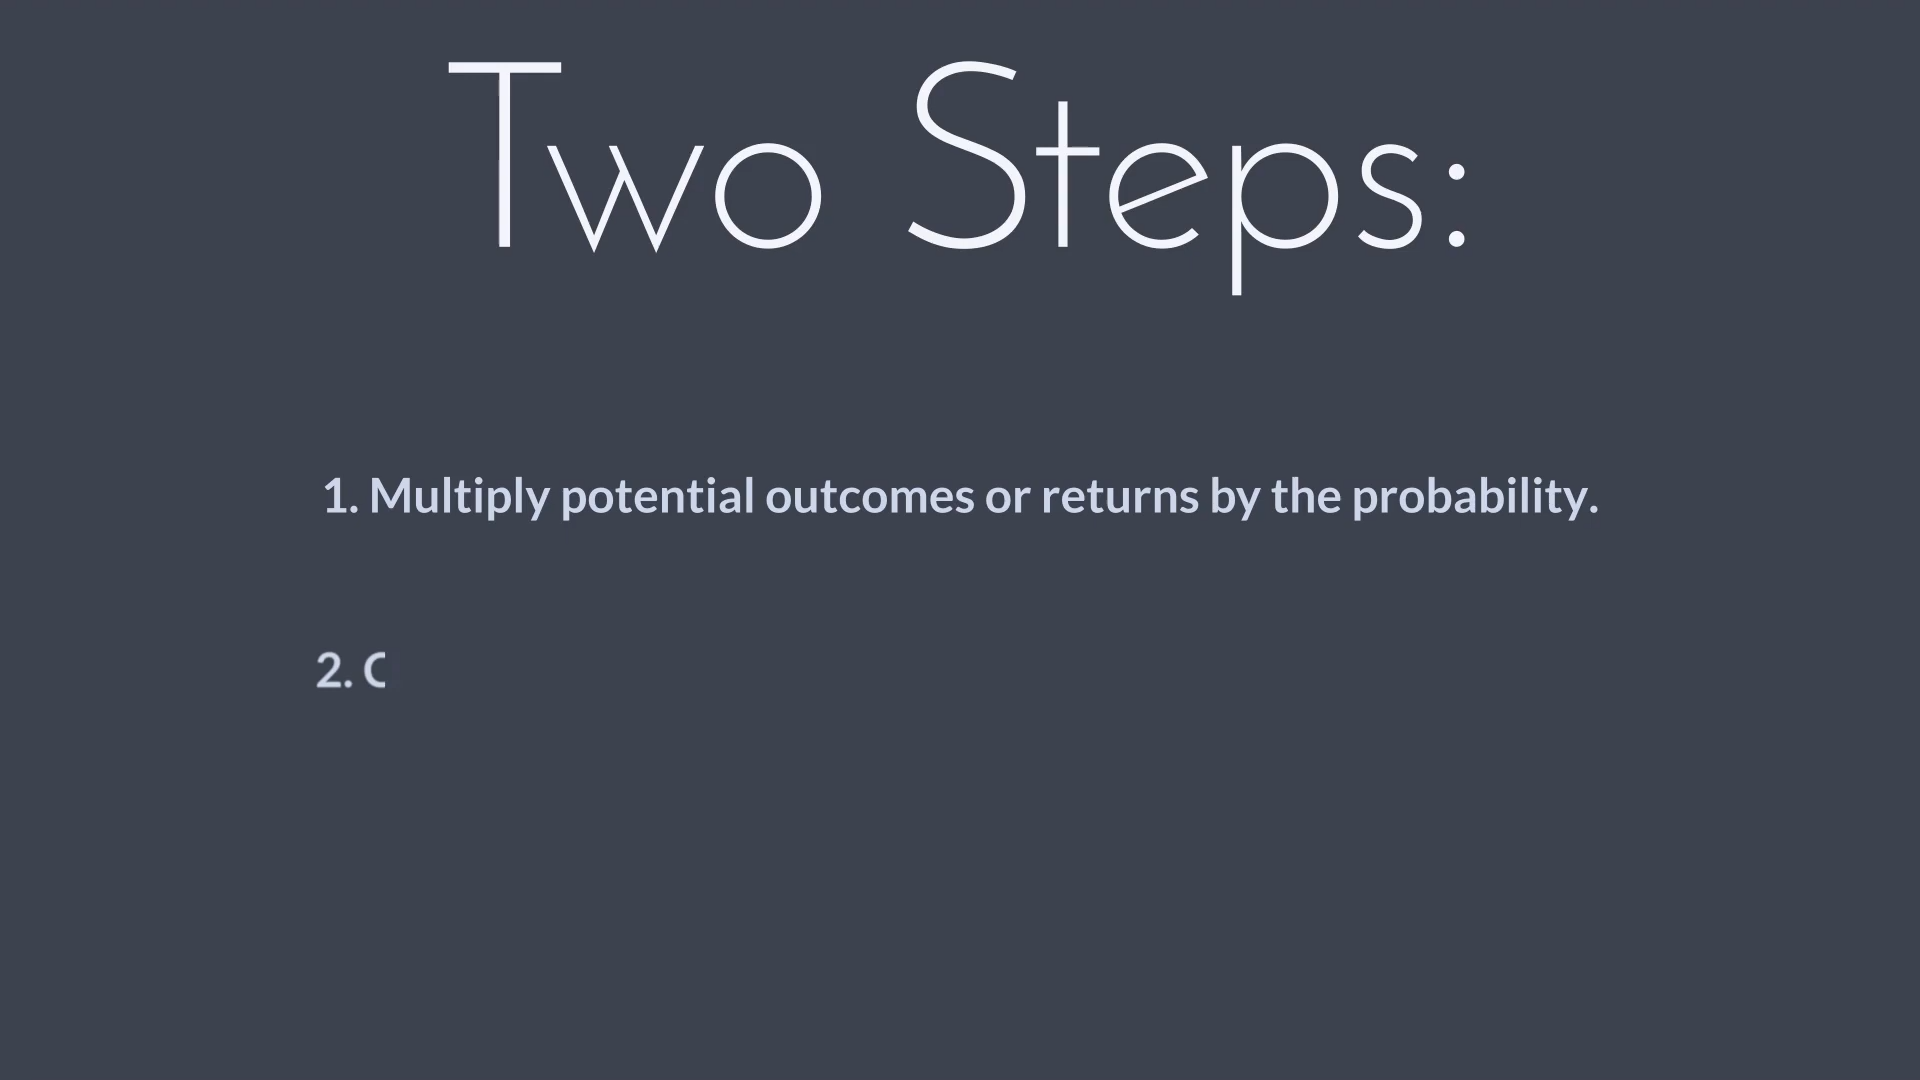 Two Steps:
1. Multiply potential outcomes or returns by the probability.
2.